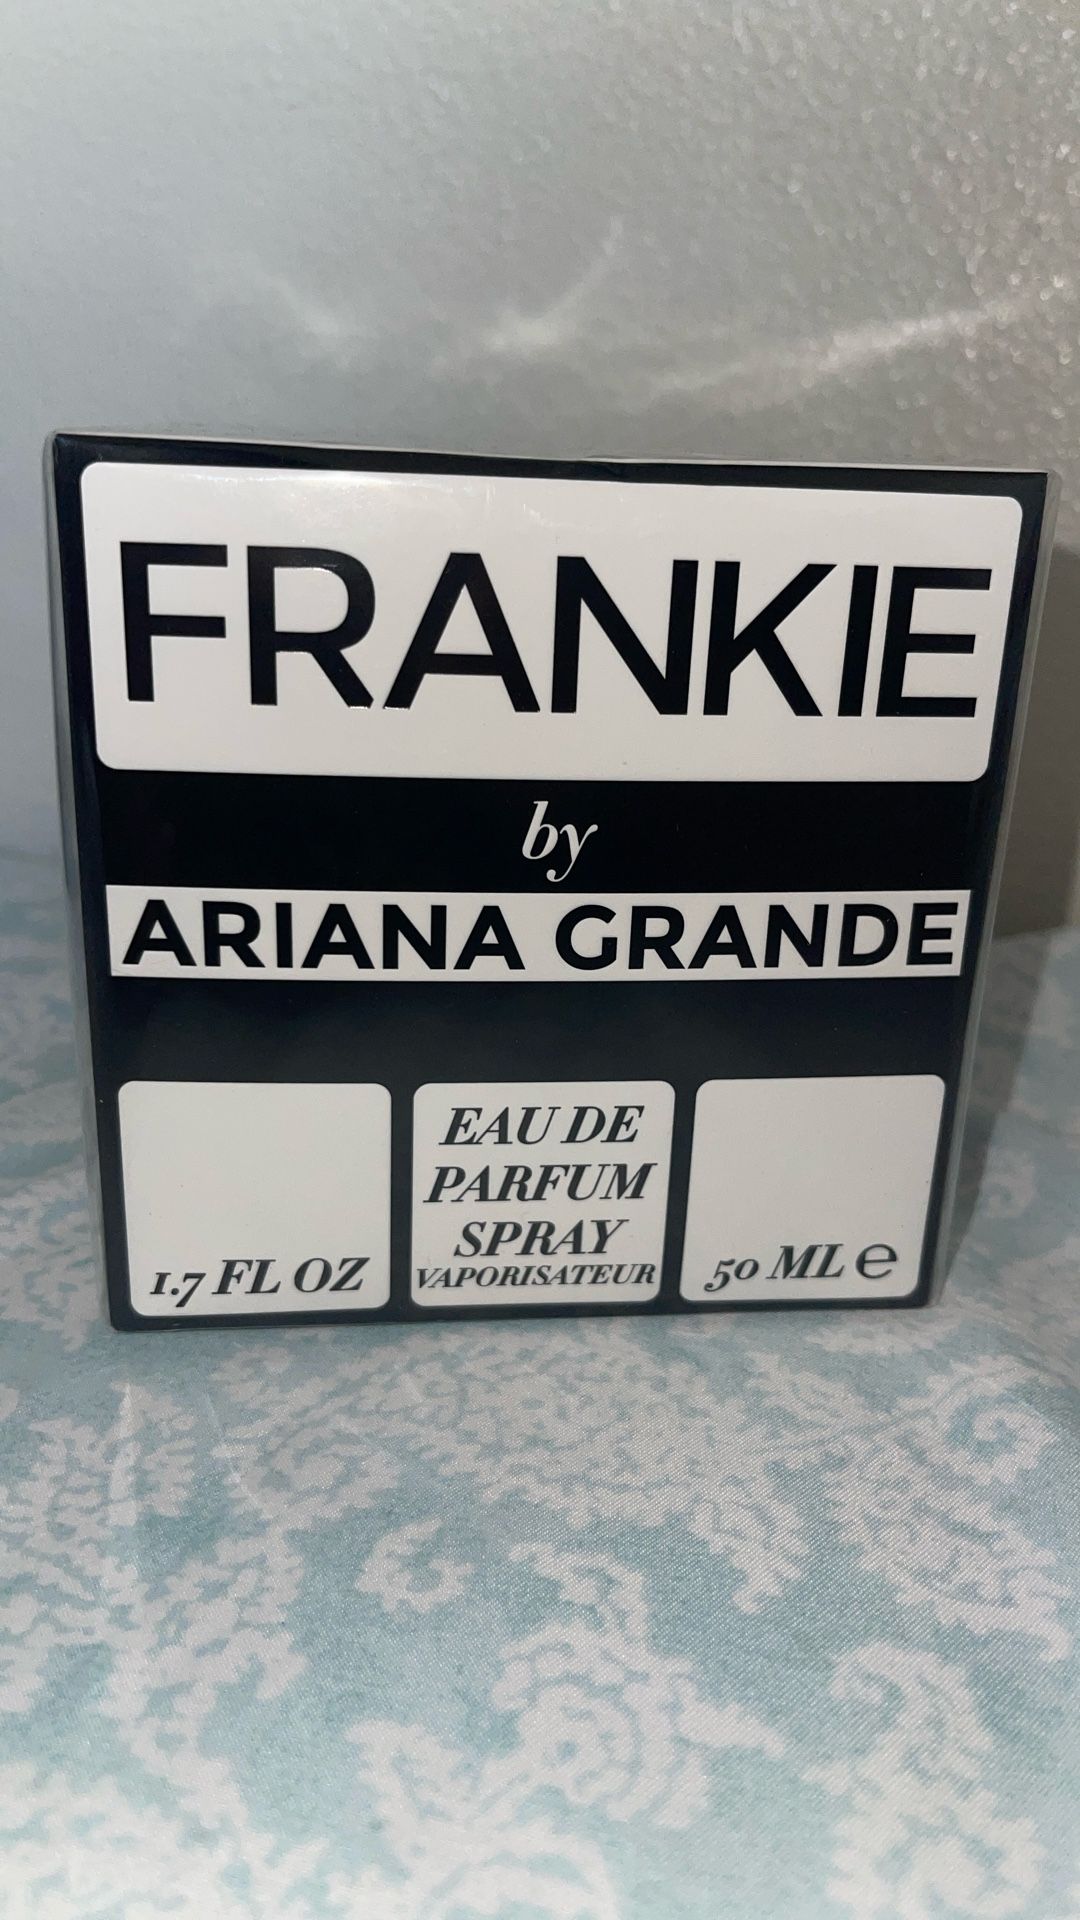 FRANKIE
by
ARIANA GRANDE
EAU DE
PARFUM
SPRAY
VAPORISATEUR
1.7 FL OZ
50 ML ℮